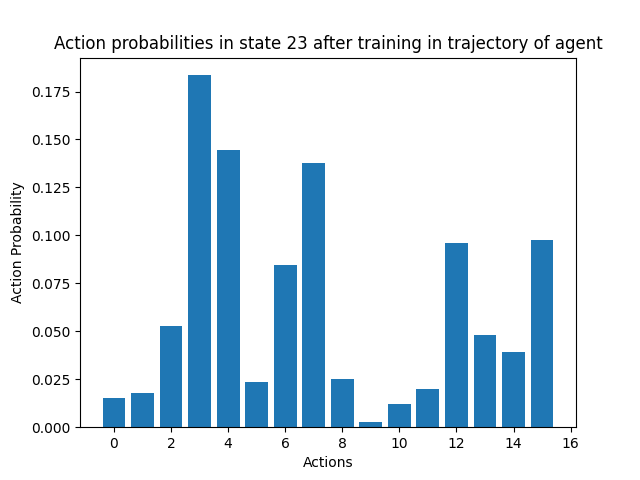 Action probabilities in state 23 after training in trajectory of agent
Action Probability
0.175
0.150
0.125
0.100
0.075
0.050
0.025
0.000
0 2 4 6 8 10 12 14 16
Actions